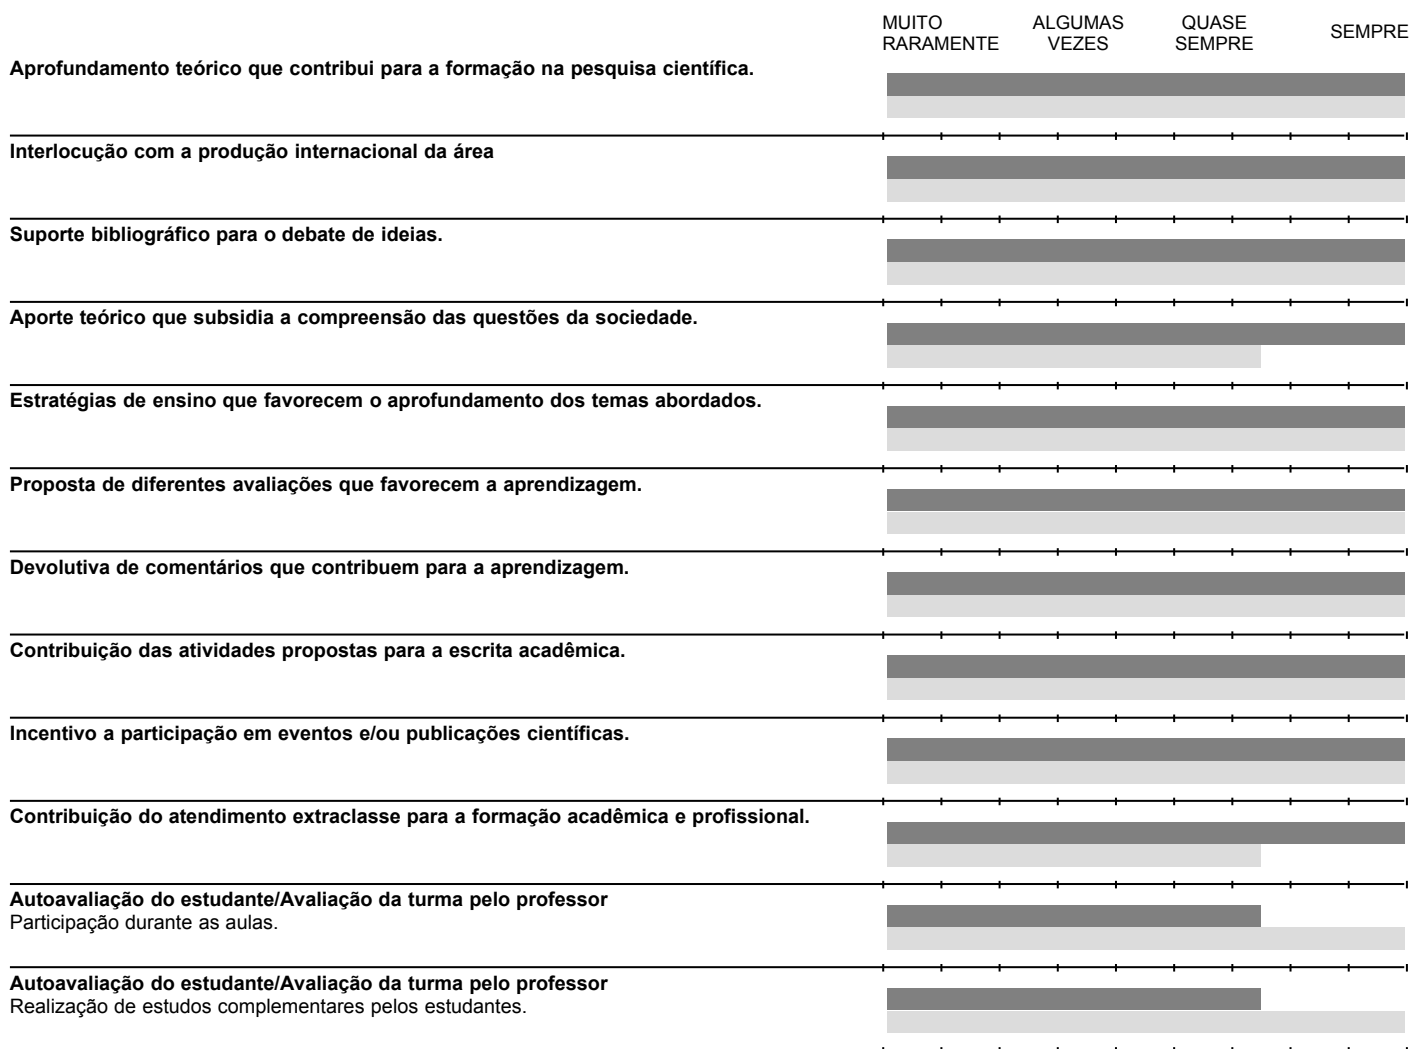 MUITO RARAMENTE
ALGUMAS VEZES
QUASE SEMPRE
SEMPRE
Aprofundamento teórico que contribui para a formação na pesquisa científica.
Interlocução com a produção internacional da área
Suporte bibliográfico para o debate de ideias.
Aporte teórico que subsidia a compreensão das questões da sociedade.
Estratégias de ensino que favorecem o aprofundamento dos temas abordados.
Proposta de diferentes avaliações que favorecem a aprendizagem.
Devolutiva de comentários que contribuem para a aprendizagem.
Contribuição das atividades propostas para a escrita acadêmica.
Incentivo a participação em eventos e/ou publicações científicas.
Contribuição do atendimento extraclasse para a formação acadêmica e profissional.
Autoavaliação do estudante/Avaliação da turma pelo professor
Participação durante as aulas.
Autoavaliação do estudante/Avaliação da turma pelo professor
Realização de estudos complementares pelos estudantes.